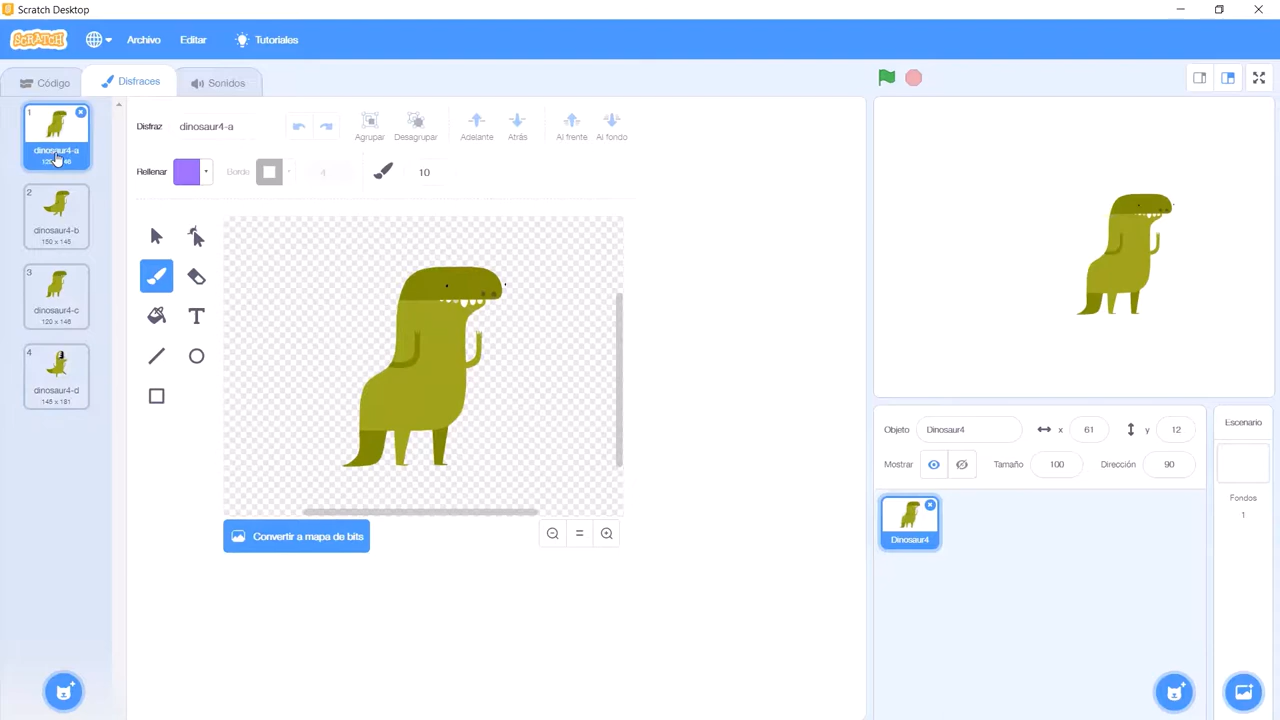 Scratch Desktop
SCRATCH
Archivo
Editar
Tutoriales
Código
Disfraces
Sonidos
1
dinosaur4-a
2
dinosaur4-b
150 x 145
3
dinosaur4-c
120 x 146
4
dinosaur4-d
145 x 181
Disfraz
dinosaur4-a
Agrupar
Desagrupar
Adelante
Atrás
Al frente
Al fondo
Rellenar
Borde
4
10
T
Convertir a mapa de bits
Objeto
Dinosaur4
x
61
y
12
Mostrar
Tamaño
100
Dirección
90
Dinosaur4
Escenario
Fondos
1